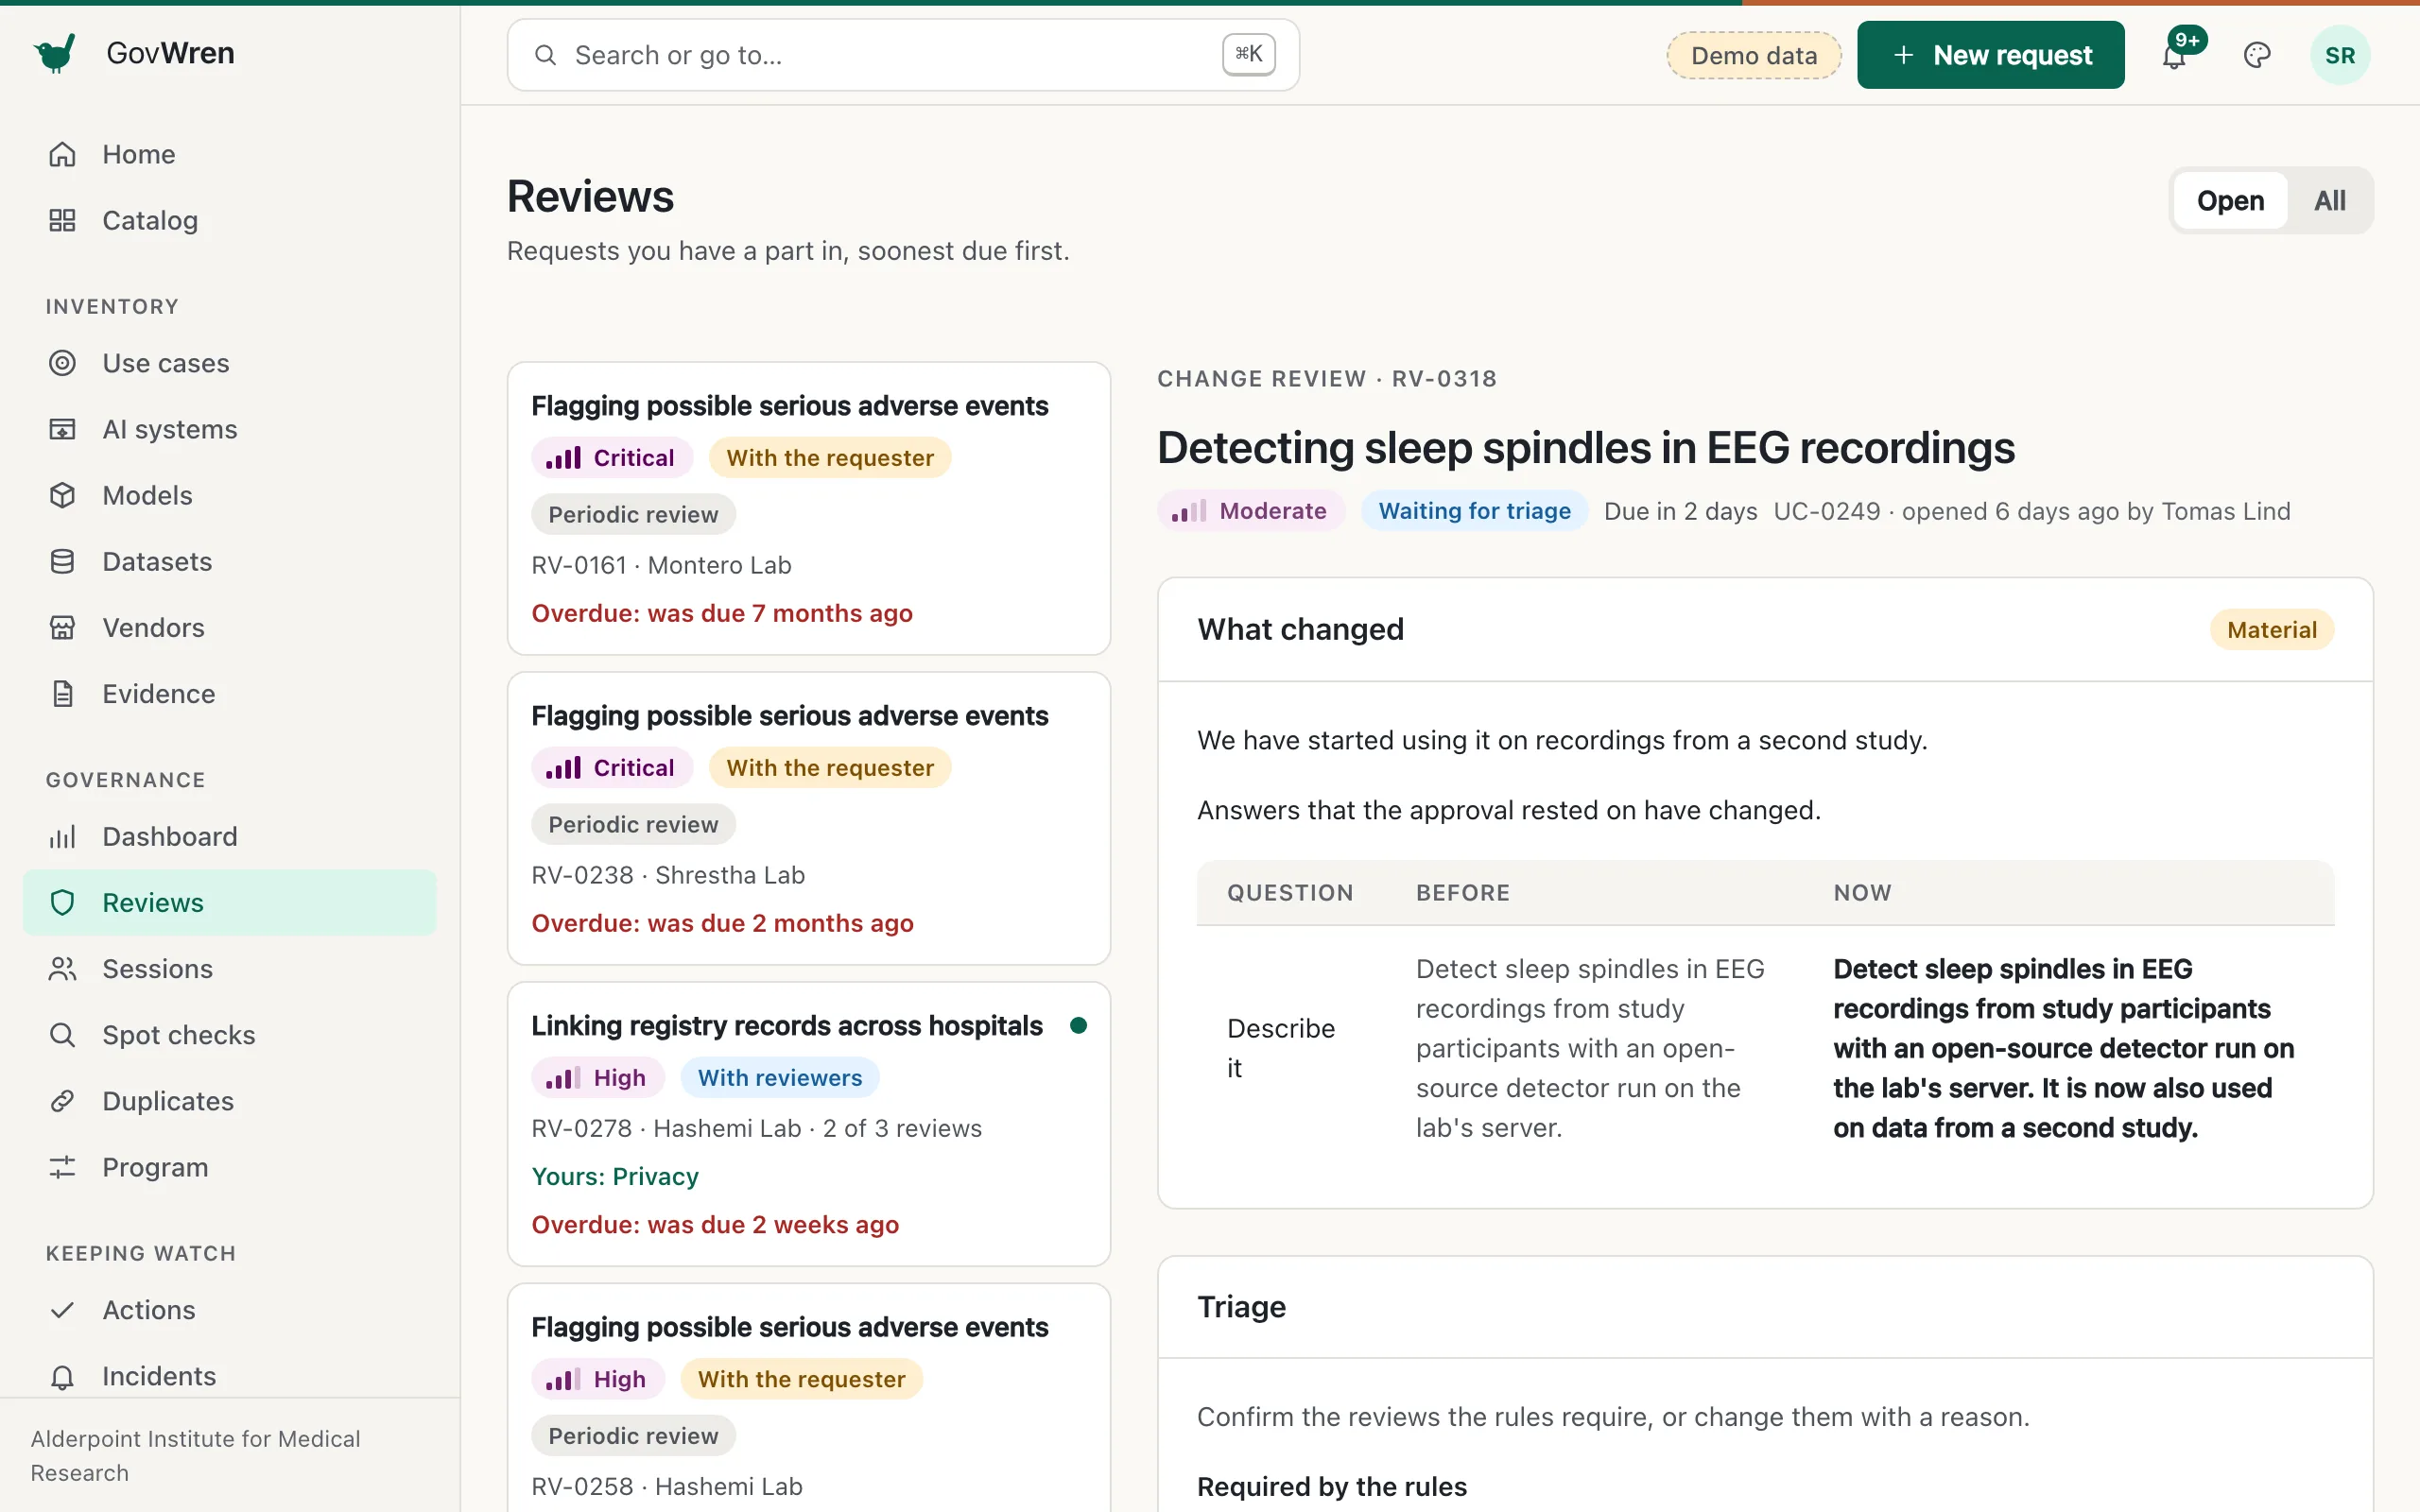 GovWren
Search or go to...
⌘K
Demo data
+ New request
9+
SR
Home
Catalog
INVENTORY
Use cases
AI systems
Models
Datasets
Vendors
Evidence
GOVERNANCE
Dashboard
Reviews
Sessions
Spot checks
Duplicates
Program
KEEPING WATCH
Actions
Incidents
Alderpoint Institute for Medical
Research
Reviews
Requests you have a part in, soonest due first.
Open
All
Flagging possible serious adverse events
Critical
With the requester
Periodic review
RV-0161 · Montero Lab
Overdue: was due 7 months ago
Flagging possible serious adverse events
Critical
With the requester
Periodic review
RV-0238 · Shrestha Lab
Overdue: was due 2 months ago
Linking registry records across hospitals
High
With reviewers
RV-0278 · Hashemi Lab · 2 of 3 reviews
Yours: Privacy
Overdue: was due 2 weeks ago
Flagging possible serious adverse events
High
With the requester
Periodic review
RV-0258 · Hashemi Lab
CHANGE REVIEW · RV-0318
Detecting sleep spindles in EEG recordings
Moderate
Waiting for triage
Due in 2 days
UC-0249 · opened 6 days ago by Tomas Lind
What changed
Material
We have started using it on recordings from a second study.
Answers that the approval rested on have changed.
QUESTION
BEFORE
NOW
Describe
it
Detect sleep spindles in EEG
recordings from study
participants with an open-
source detector run on the
lab's server.
Detect sleep spindles in EEG
recordings from study participants
with an open-source detector run on
the lab's server. It is now also used
on data from a second study.
Triage
Confirm the reviews the rules require, or change them with a reason.
Required by the rules